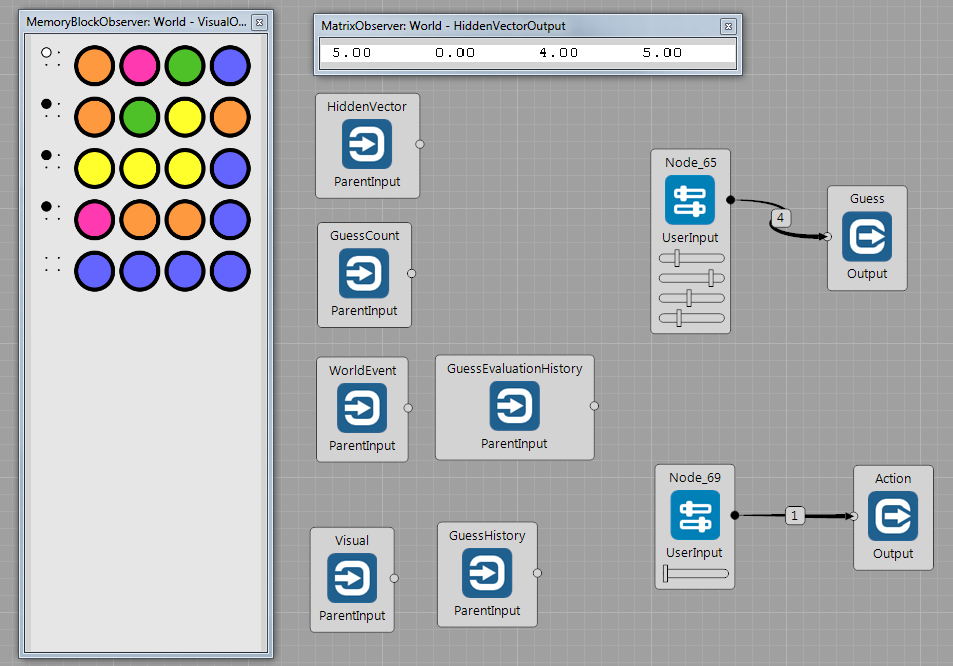 MemoryBlockObserver: World - VisualO...
MatrixObserver: World - HiddenVectorOutput
5.00 0.00 4.00 5.00
HiddenVector
ParentInput
Node_65
UserInput
4
Guess
Output
GuessCount
ParentInput
WorldEvent
ParentInput
GuessEvaluationHistory
ParentInput
Node_69
UserInput
1
Action
Output
Visual
ParentInput
GuessHistory
ParentInput